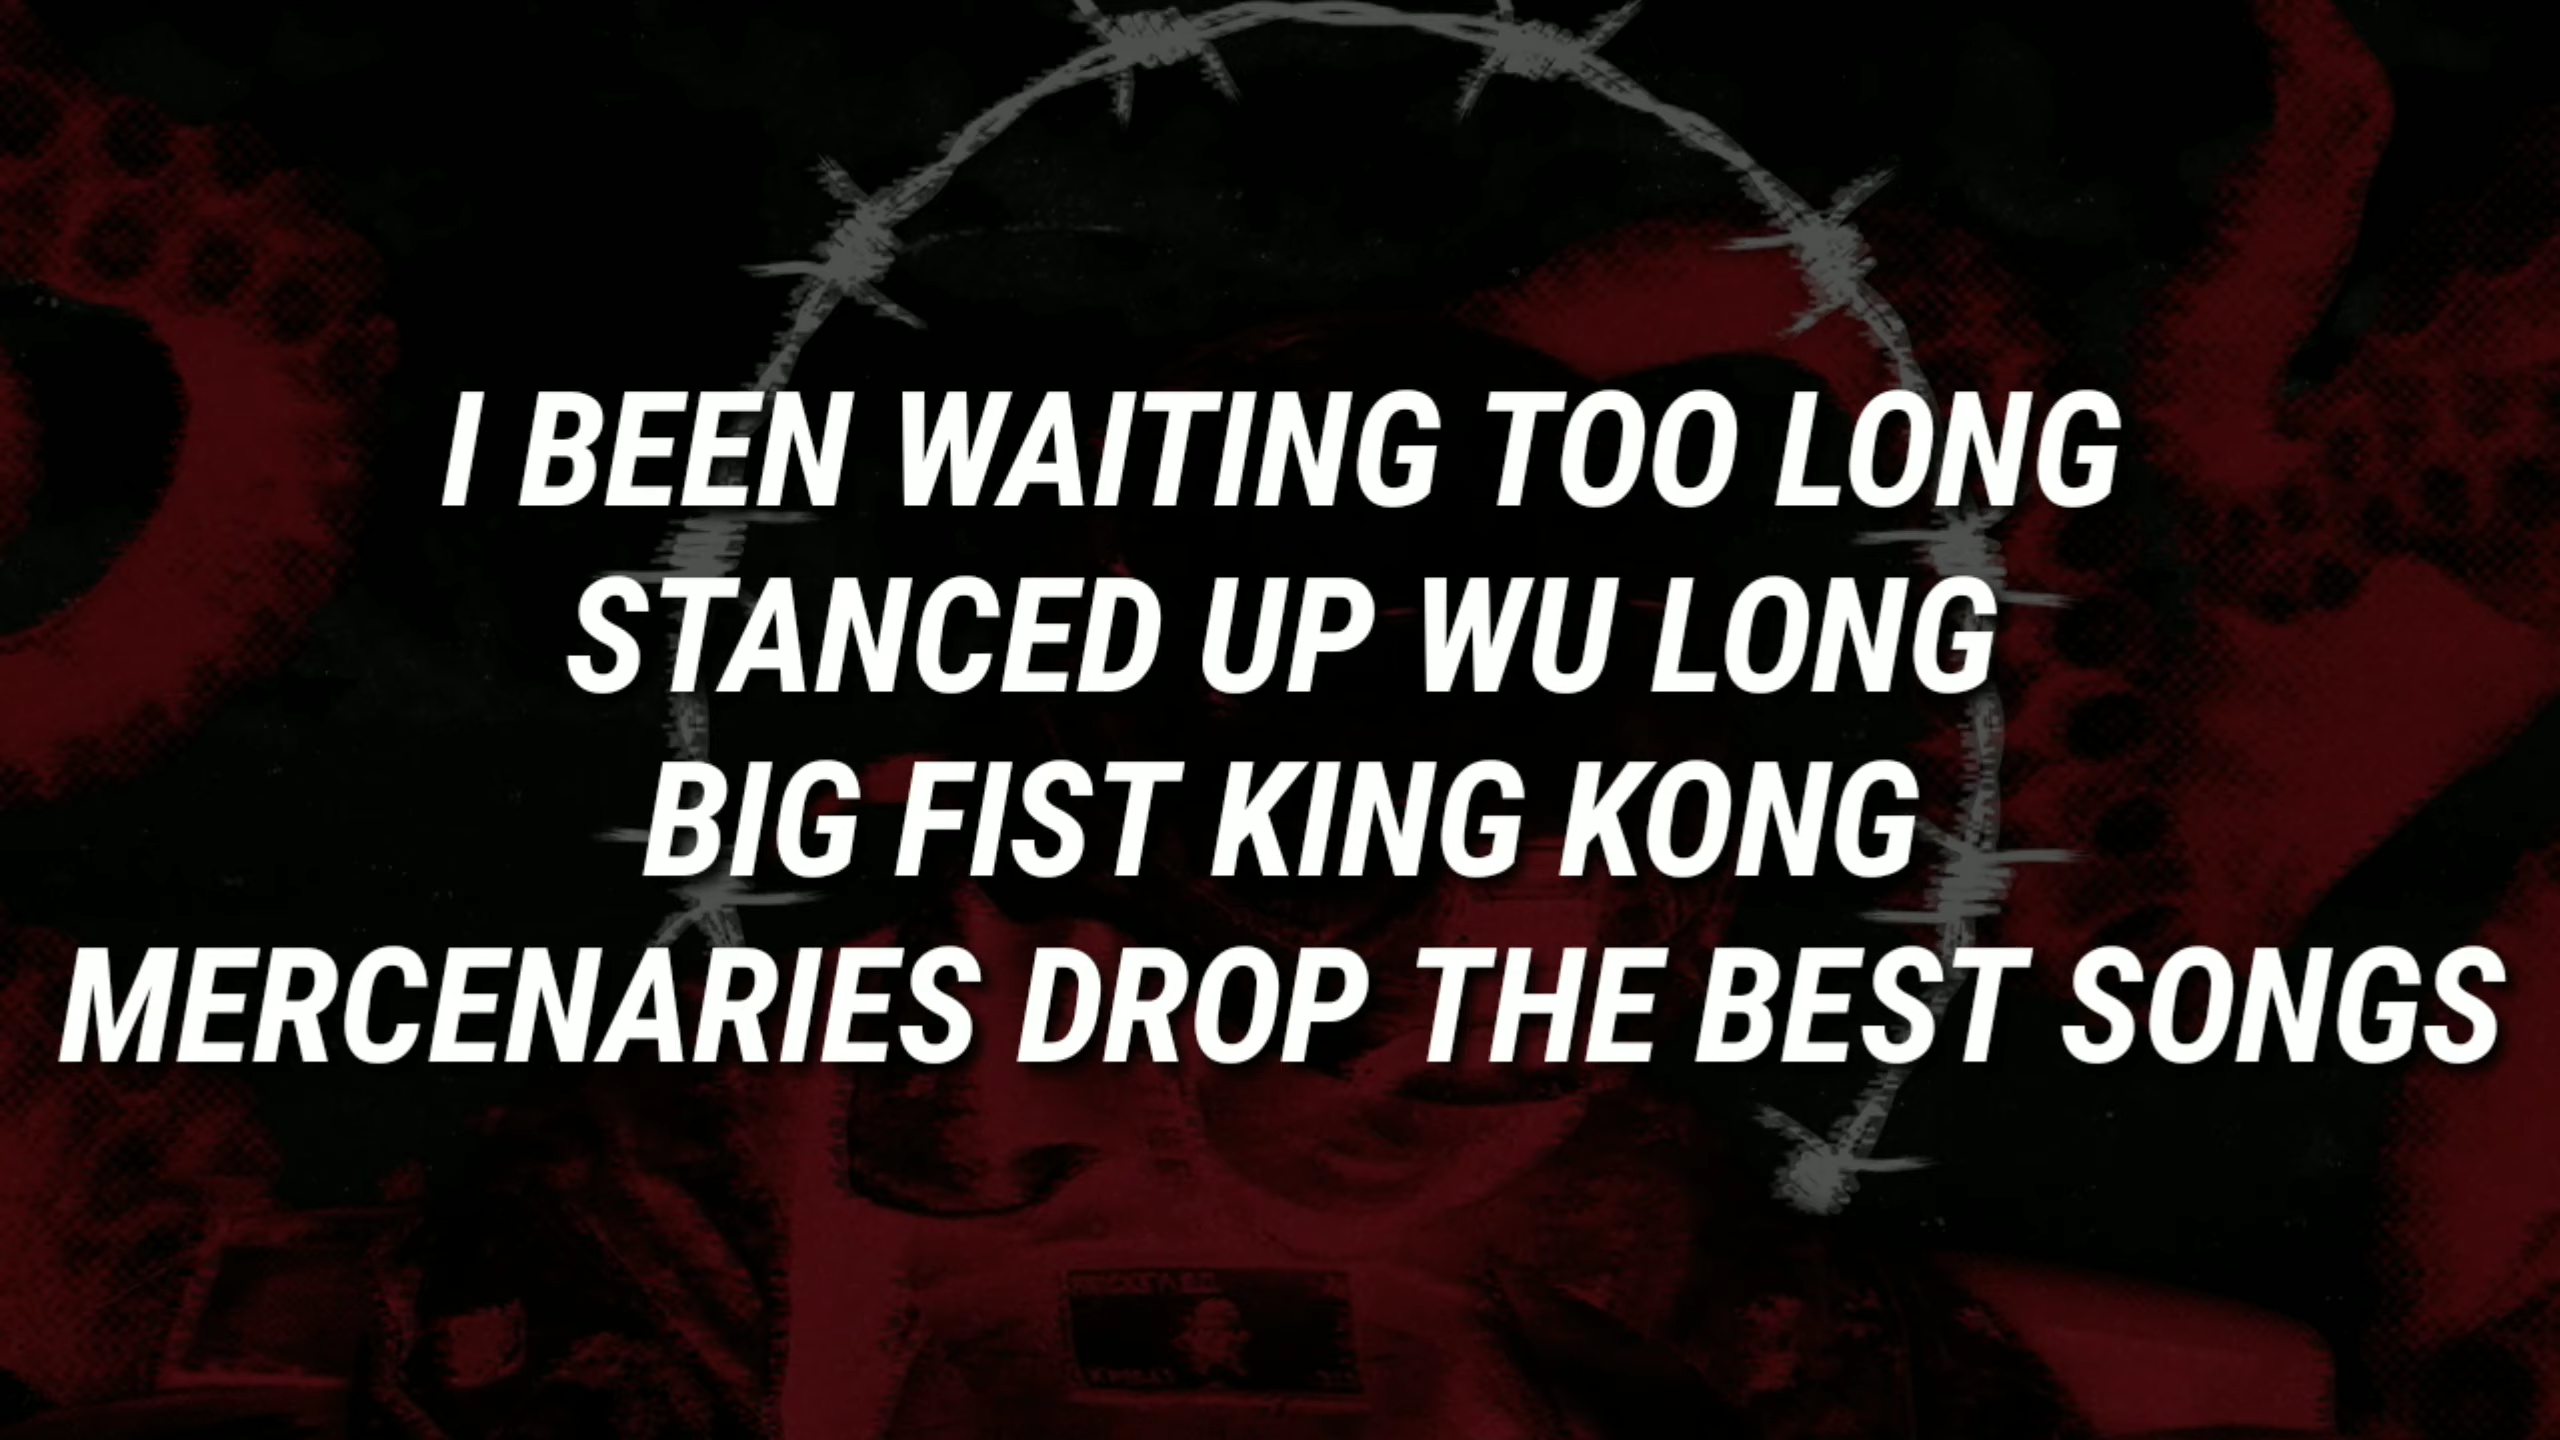 I BEEN WAITING TOO LONG
STANCED UP WU LONG
BIG FIST KING KONG
MERCENARIES DROP THE BEST SONGS